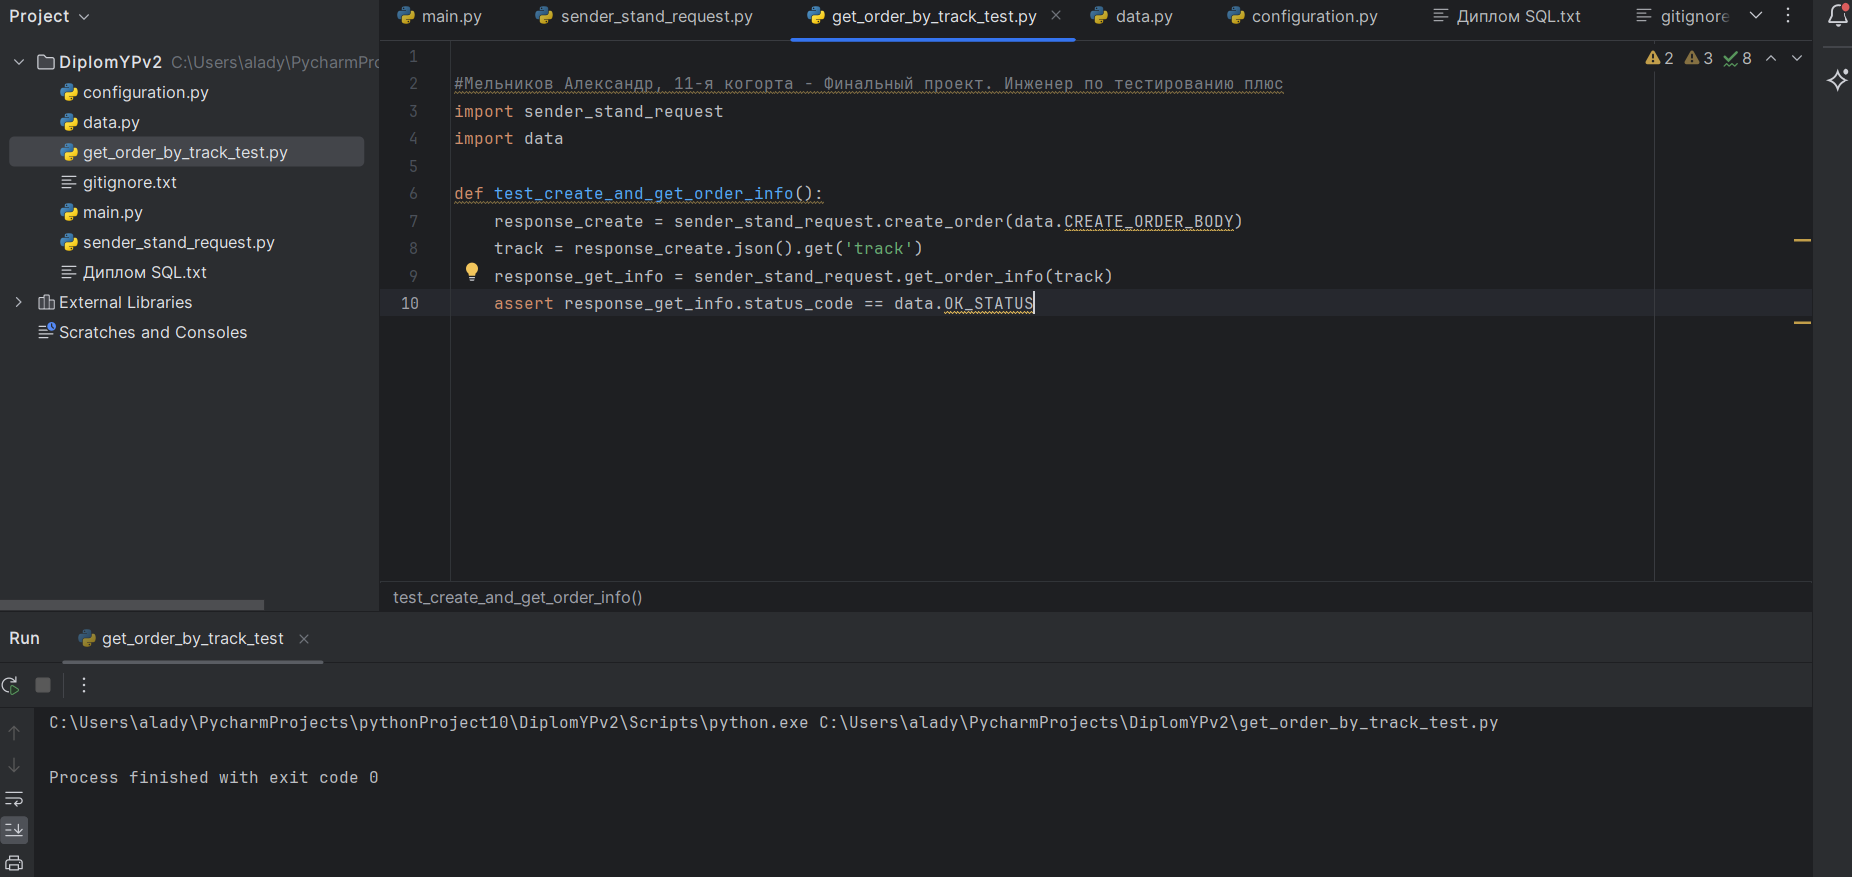 Project
main.py
sender_stand_request.py
get_order_by_track_test.py
data.py
configuration.py
Диплом SQL.txt
gitignore
DiplomYPv2 C:\Users\alady\PycharmPro
configuration.py
data.py
get_order_by_track_test.py
gitignore.txt
main.py
sender_stand_request.py
Диплом SQL.txt
External Libraries
Scratches and Consoles
2 3 8
1
2 #Мельников Александр, 11-я когорта - Финальный проект. Инженер по тестированию плюс
3 import sender_stand_request
4 import data
5
6 def test_create_and_get_order_info():
7 response_create = sender_stand_request.create_order(data.CREATE_ORDER_BODY)
8 track = response_create.json().get('track')
9 response_get_info = sender_stand_request.get_order_info(track)
10 assert response_get_info.status_code == data.OK_STATUS
test_create_and_get_order_info()
Run get_order_by_track_test
C:\Users\alady\PycharmProjects\pythonProject10\DiplomYPv2\Scripts\python.exe C:\Users\alady\PycharmProjects\DiplomYPv2\get_order_by_track_test.py
Process finished with exit code 0